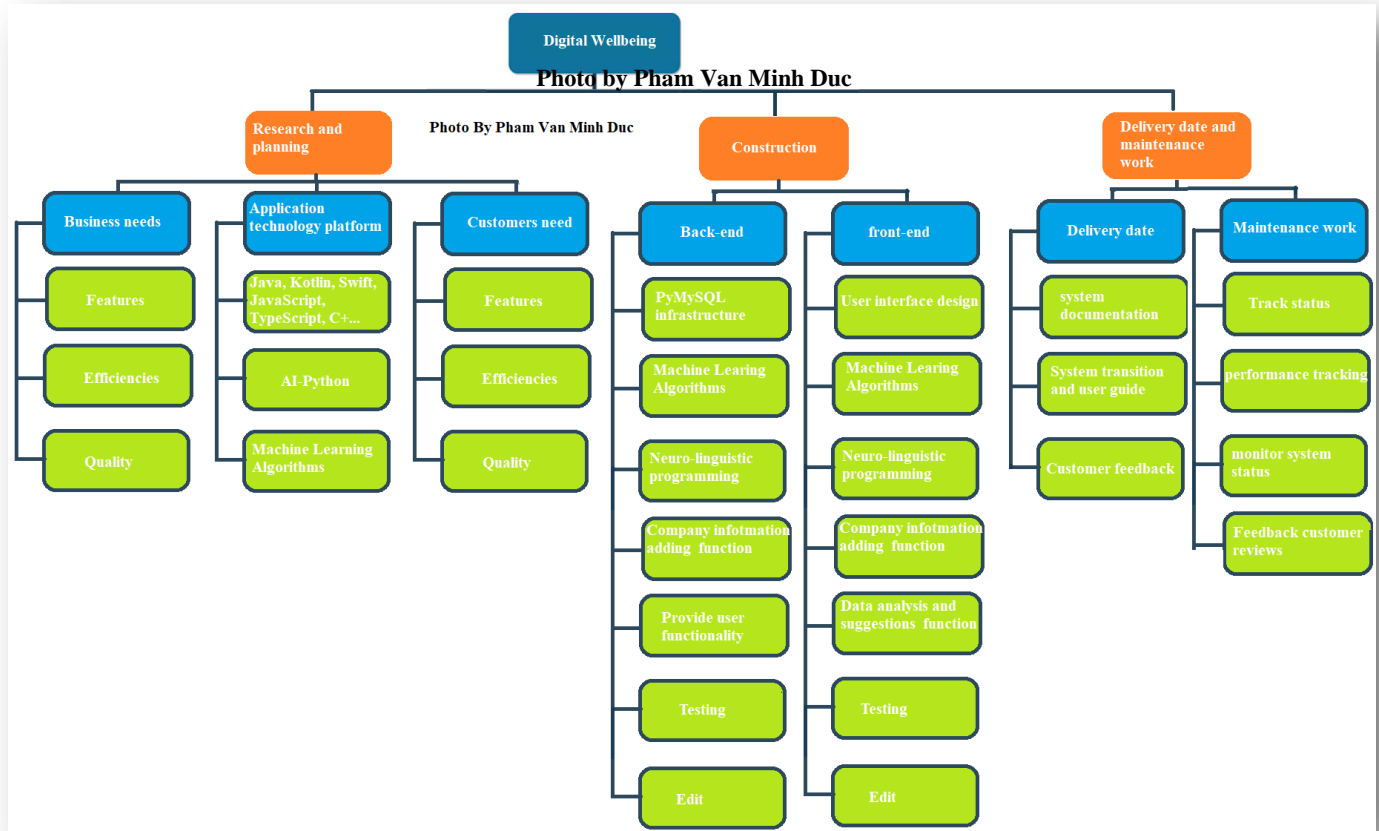 Digital Wellbeing
Photo by Pham Van Minh Duc
Photo By Pham Van Minh Duc
Research and
planning
Construction
Delivery date and
maintenance
work
Business needs
Features
Efficiencies
Quality
Application
technology platform
Java, Kotlin, Swift,
JavaScript,
TypeScript, C+...
AI-Python
Machine Learning
Algorithms
Customers need
Features
Efficiencies
Quality
Back-end
PyMySQL
infrastructure
Machine Learing
Algorithms
Neuro-linguistic
programming
Company infotmation
adding function
Provide user
functionality
Testing
Edit
front-end
User interface design
Machine Learing
Algorithms
Neuro-linguistic
programming
Company infotmation
adding function
Data analysis and
suggestions function
Testing
Edit
Delivery date
system
documentation
System transition
and user guide
Customer feedback
Maintenance work
Track status
performance tracking
monitor system
status
Feedback customer
reviews